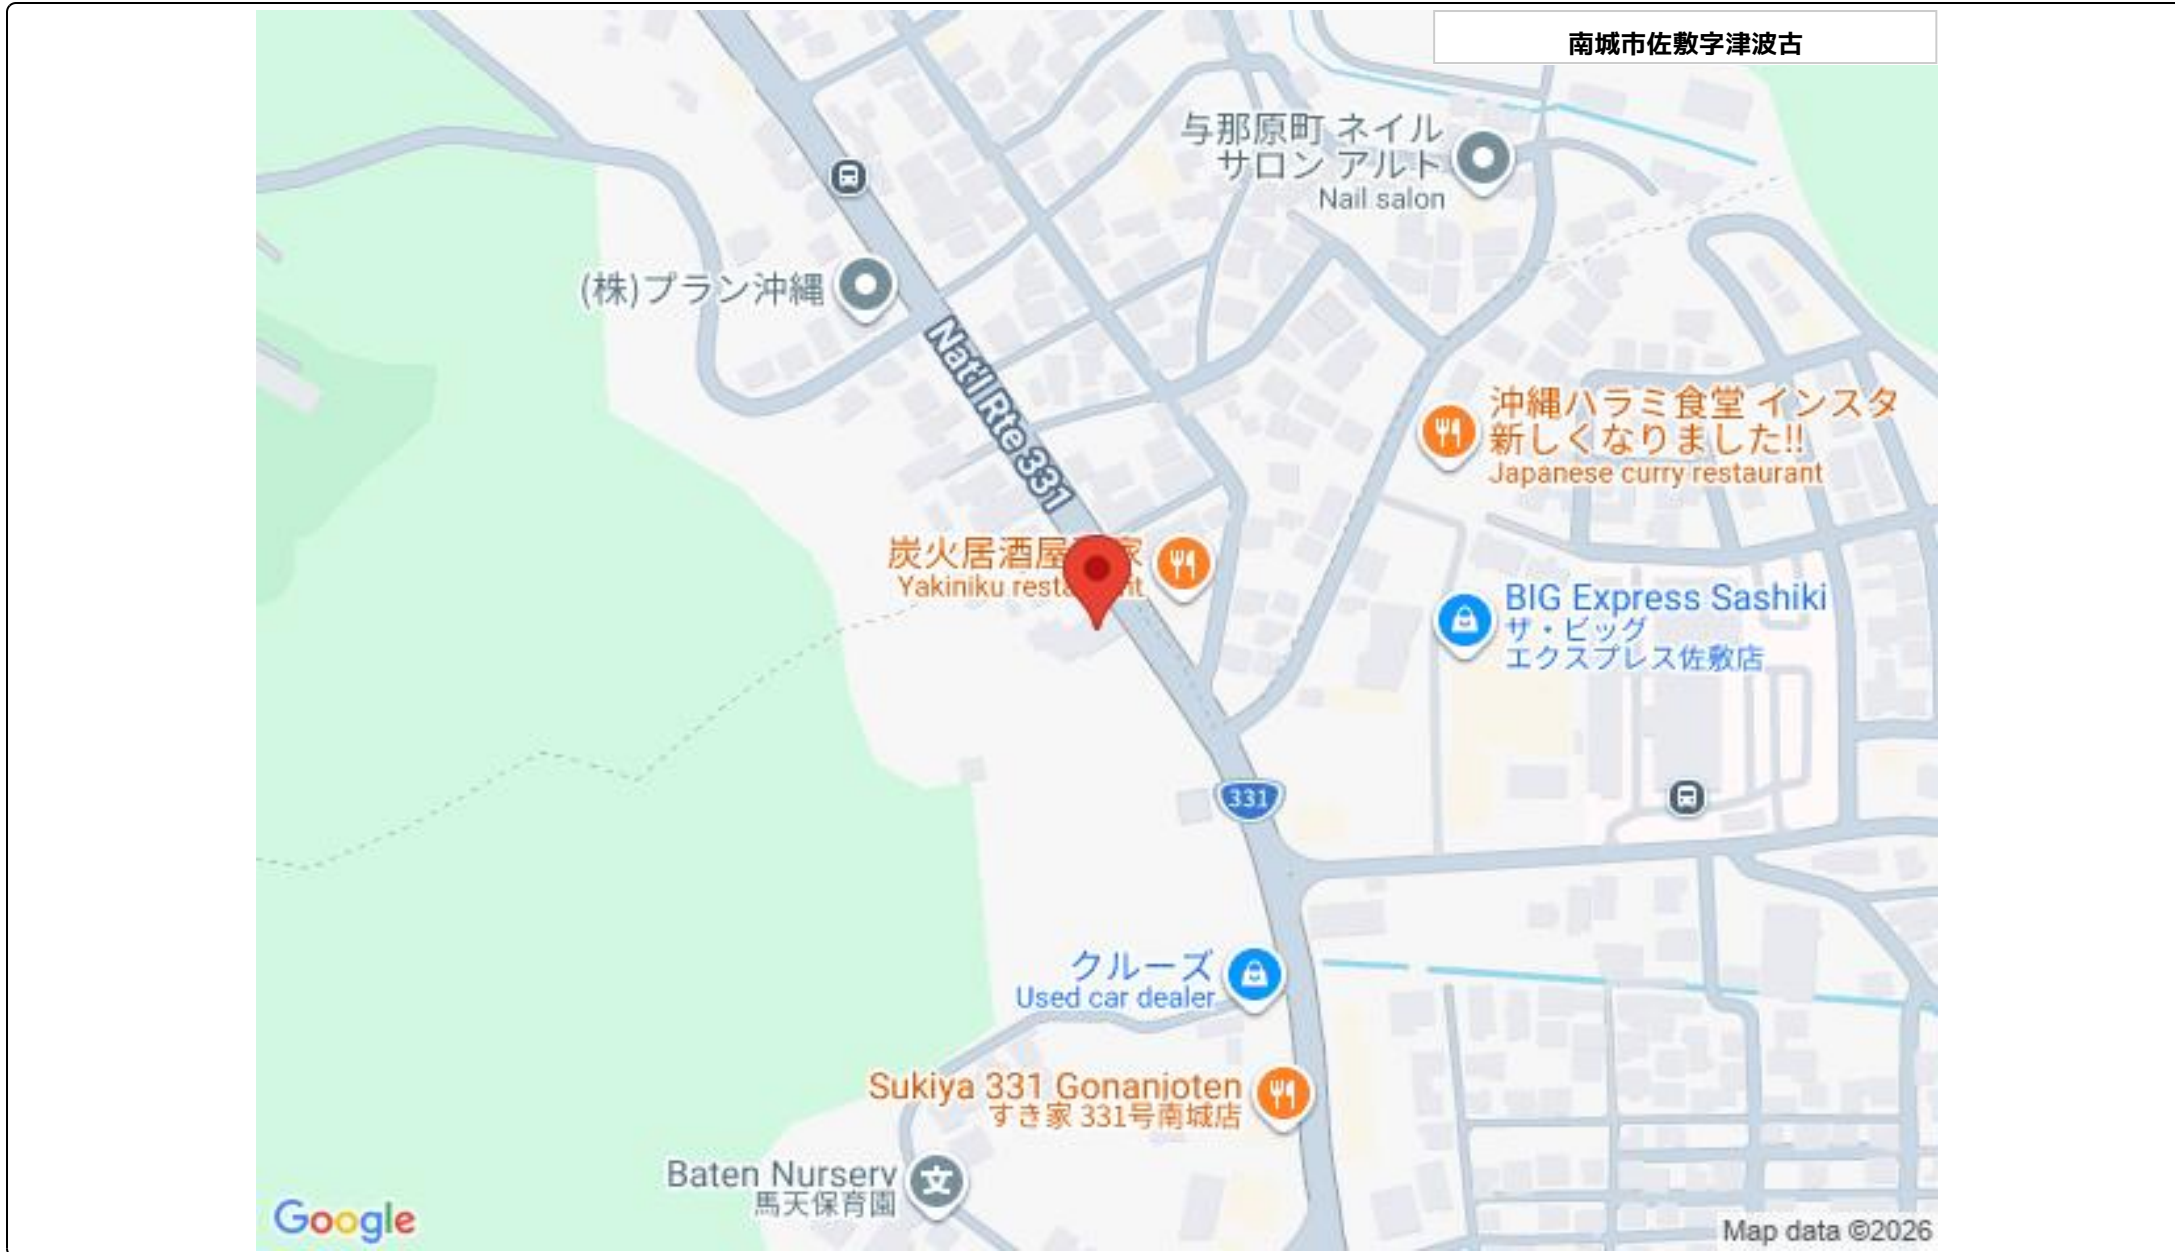 南城市佐敷字津波古
与那原町 ネイル
サロン アルト
Nail salon
(株)プラン沖縄
Nat'l Rte 331
沖縄ハラミ食堂 インスタ
新しくなりました!!
Japanese curry restaurant
炭火居酒屋 家
Yakiniku restaurant
BIG Express Sashiki
ザ・ビッグ
エクスプレス佐敷店
331
クルーズ
Used car dealer
Sukiya 331 Gonanjoten
すき家 331号南城店
Baten Nursery
馬天保育園
Google
Map data ©2026